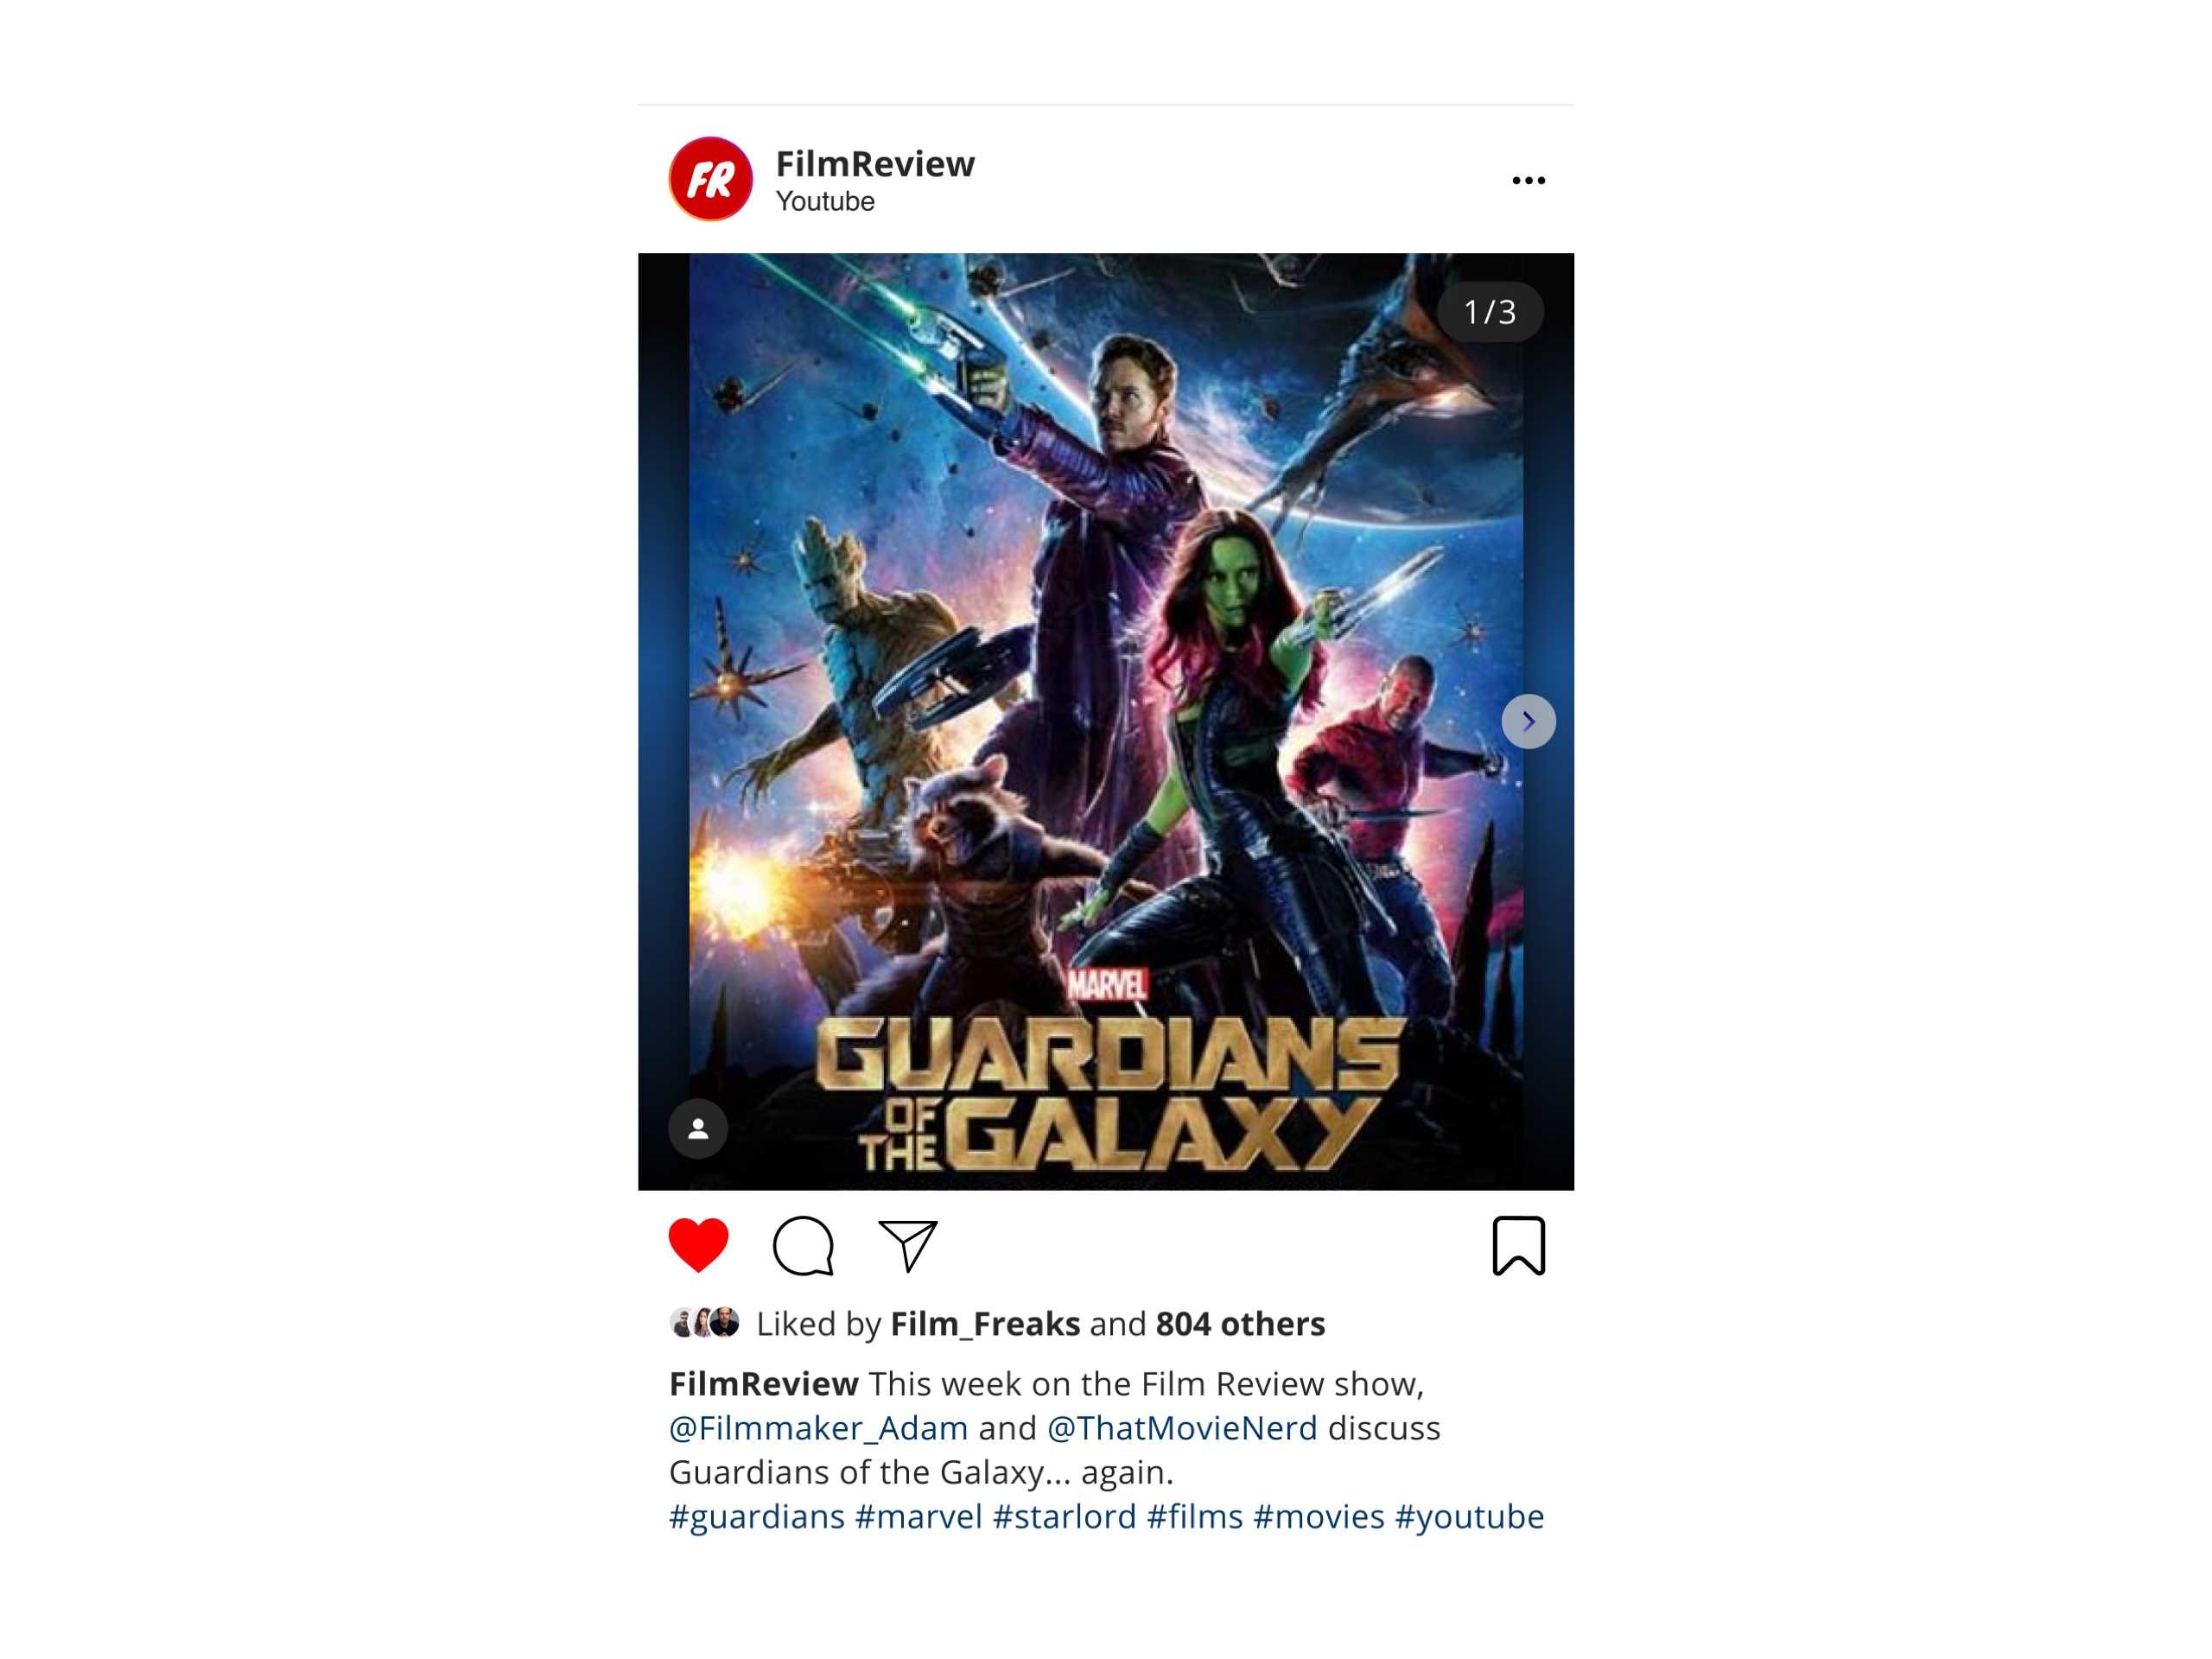 FR
FilmReview
Youtube
1/3
MARVEL
GUARDIANS
OF
THE GALAXY
Liked by Film_Freaks and 804 others
FilmReview This week on the Film Review show,
@Filmmaker_Adam and @ThatMovieNerd discuss
Guardians of the Galaxy... again.
#guardians #marvel #starlord #films #movies #youtube